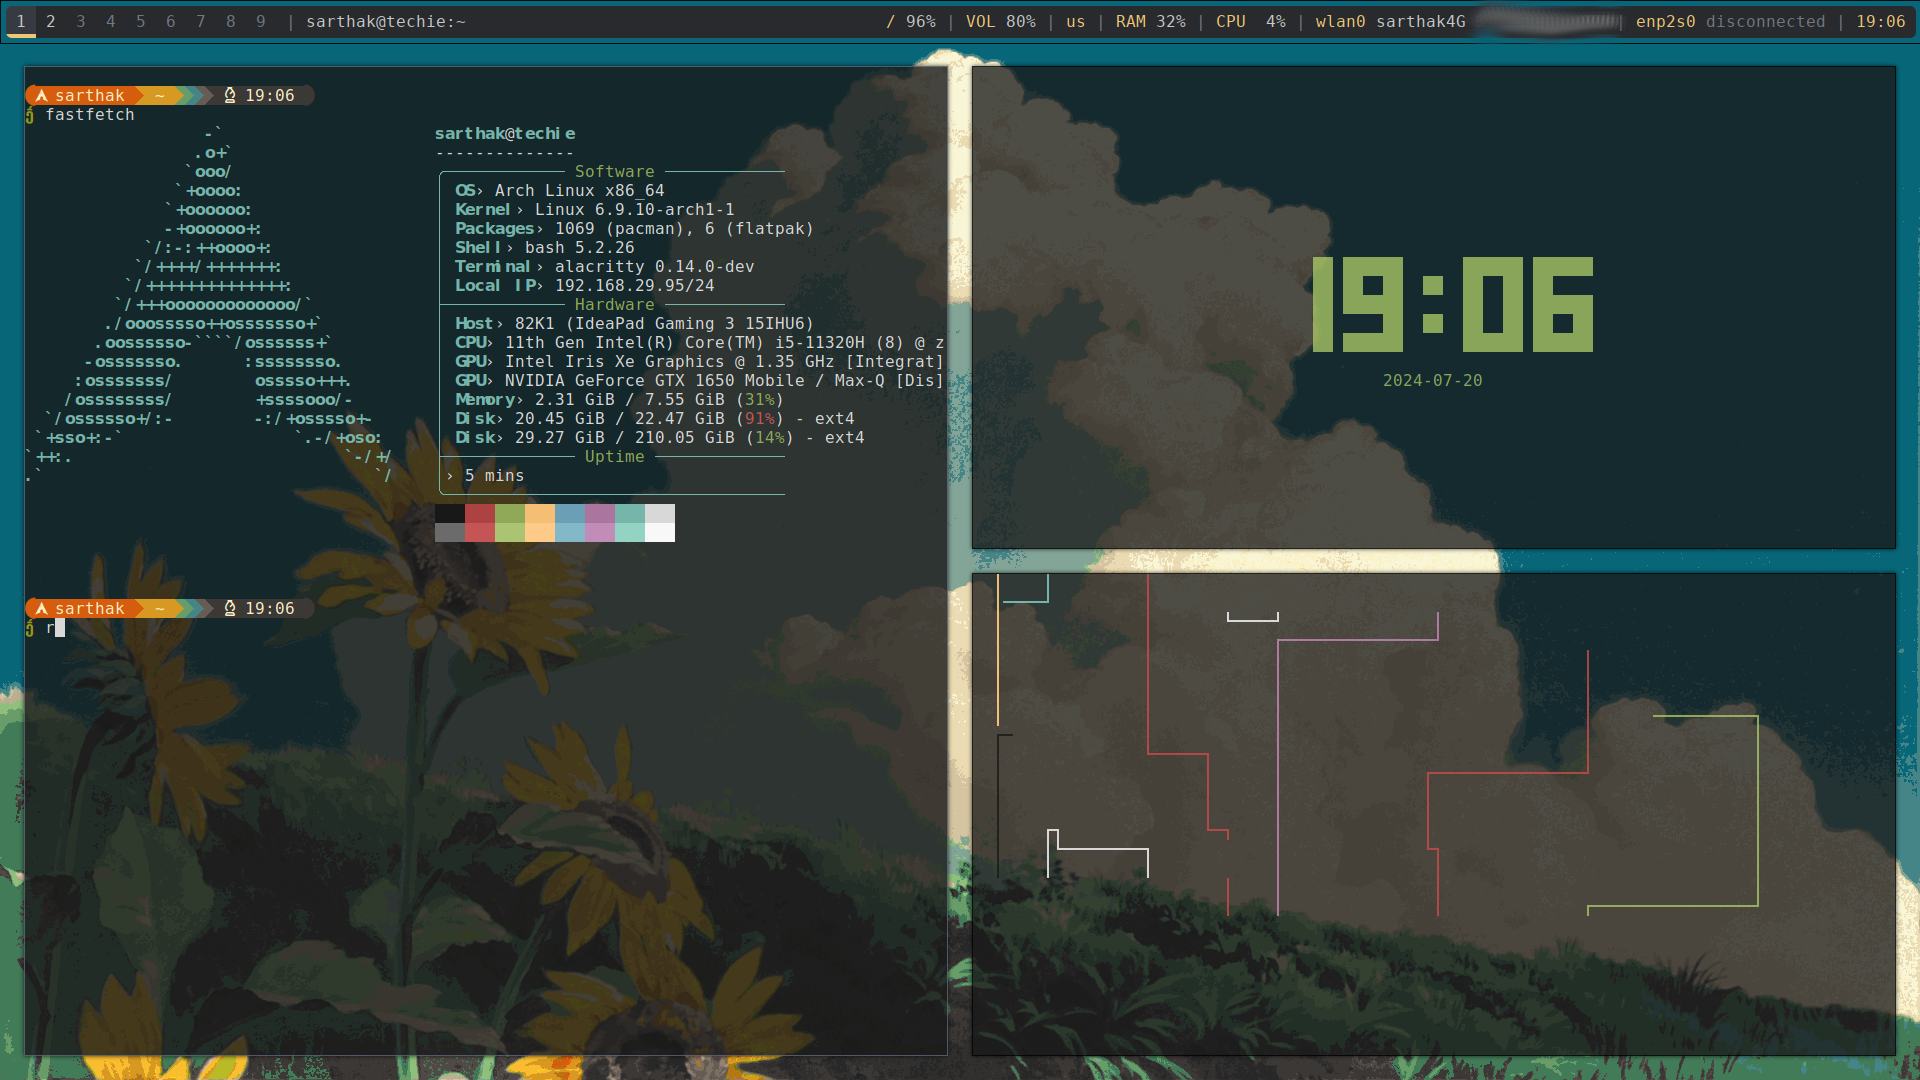 1 2 3 4 5 6 7 8 9 | sarthak@techie:~ / 96% | VOL 80% | us | RAM 32% | CPU 4% | wlan0 sarthak4G | enp2s0 disconnected | 19:06
sarthak ~ 19:06
fastfetch
sarthak@techie
--------------
Software
OS› Arch Linux x86_64
Kernel› Linux 6.9.10-arch1-1
Packages› 1069 (pacman), 6 (flatpak)
Shell› bash 5.2.26
Terminal› alacritty 0.14.0-dev
Local IP› 192.168.29.95/24
Hardware
Host› 82K1 (IdeaPad Gaming 3 15IHU6)
CPU› 11th Gen Intel(R) Core(TM) i5-11320H (8) @ z
GPU› Intel Iris Xe Graphics @ 1.35 GHz [Integrat]
GPU› NVIDIA GeForce GTX 1650 Mobile / Max-Q [Dis]
Memory› 2.31 GiB / 7.55 GiB (31%)
Disk› 20.45 GiB / 22.47 GiB (91%) - ext4
Disk› 29.27 GiB / 210.05 GiB (14%) - ext4
Uptime
› 5 mins
sarthak ~ 19:06
r
19:06
2024-07-20